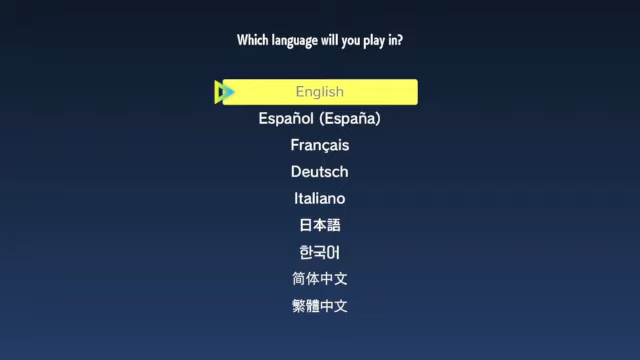 Which language will you play in?
English
Español (España)
Français
Deutsch
Italiano
日本語
한국어
简体中文
繁體中文